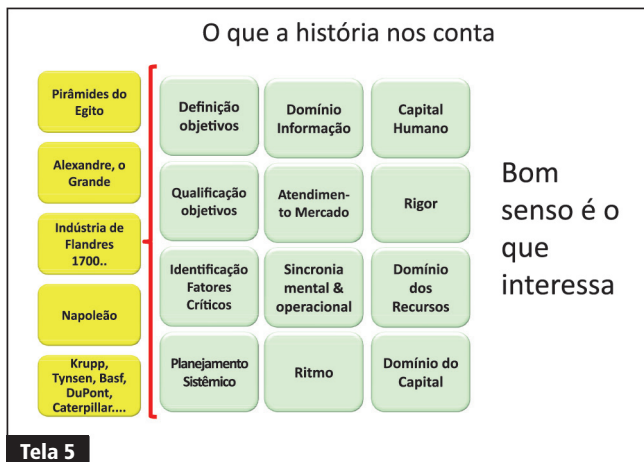 O que a história nos conta
Pirâmides do
Egito
Alexandre, o
Grande
Indústria de
Flandres
1700..
Napoleão
Krupp,
Tynsen, Basf,
DuPont,
Caterpillar....
Definição
objetivos
Domínio
Informação
Capital
Humano
Qualificação
objetivos
Atendimen-
to Mercado
Rigor
Identificação
Fatores
Críticos
Sincronia
mental &
operacional
Domínio
dos
Recursos
Planejamento
Sistêmico
Ritmo
Domínio do
Capital
Bom
senso é o
que
interessa
Tela 5